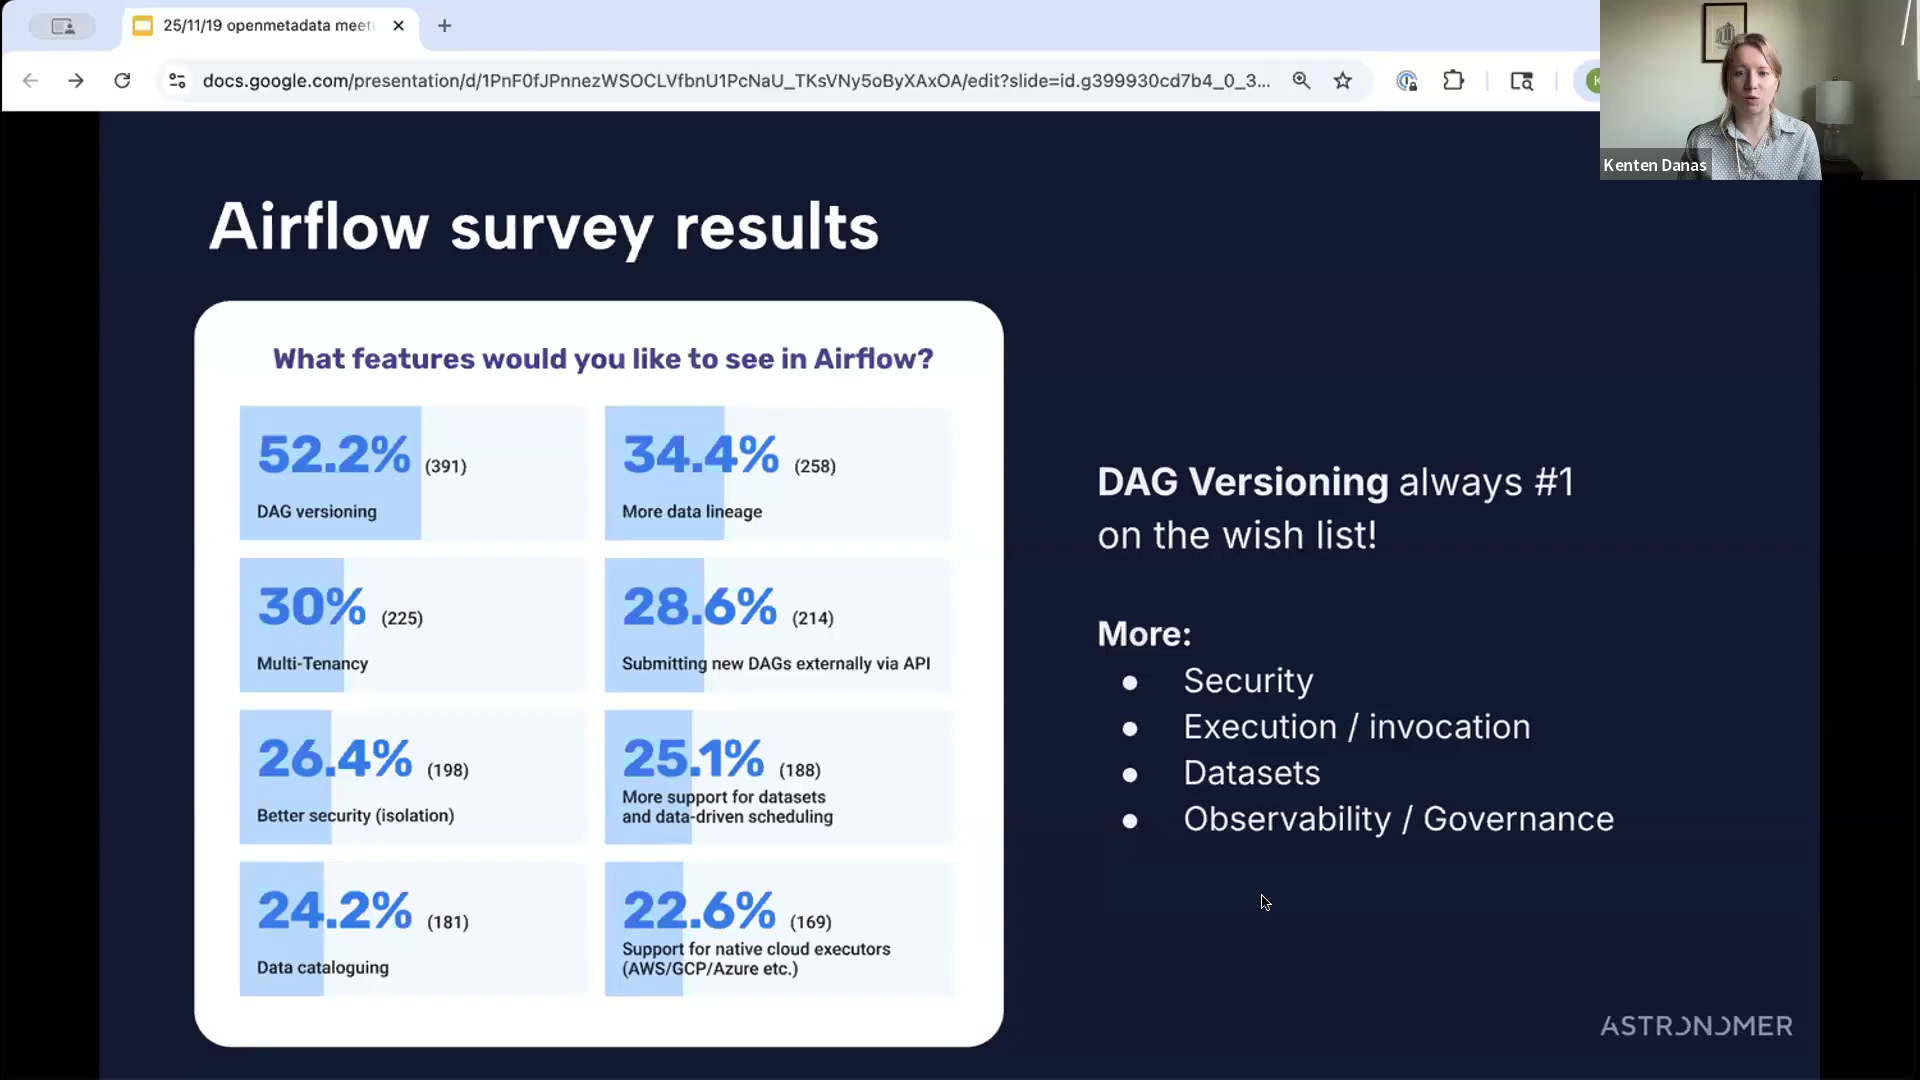 25/11/19 openmetadata meet
docs.google.com/presentation/d/1PnF0fJPnnezWSOCLVfbnU1PcNaU_TKsVNy5oByXAxOA/edit?slide=id.g399930cd7b4_0_3...
K
Kenten Danas
Airflow survey results
What features would you like to see in Airflow?
52.2% (391)
DAG versioning
34.4% (258)
More data lineage
30% (225)
Multi-Tenancy
28.6% (214)
Submitting new DAGs externally via API
26.4% (198)
Better security (isolation)
25.1% (188)
More support for datasets
and data-driven scheduling
24.2% (181)
Data cataloguing
22.6% (169)
Support for native cloud executors
(AWS/GCP/Azure etc.)
DAG Versioning always #1
on the wish list!
More:
● Security
● Execution / invocation
● Datasets
● Observability / Governance
ASTRONOMER